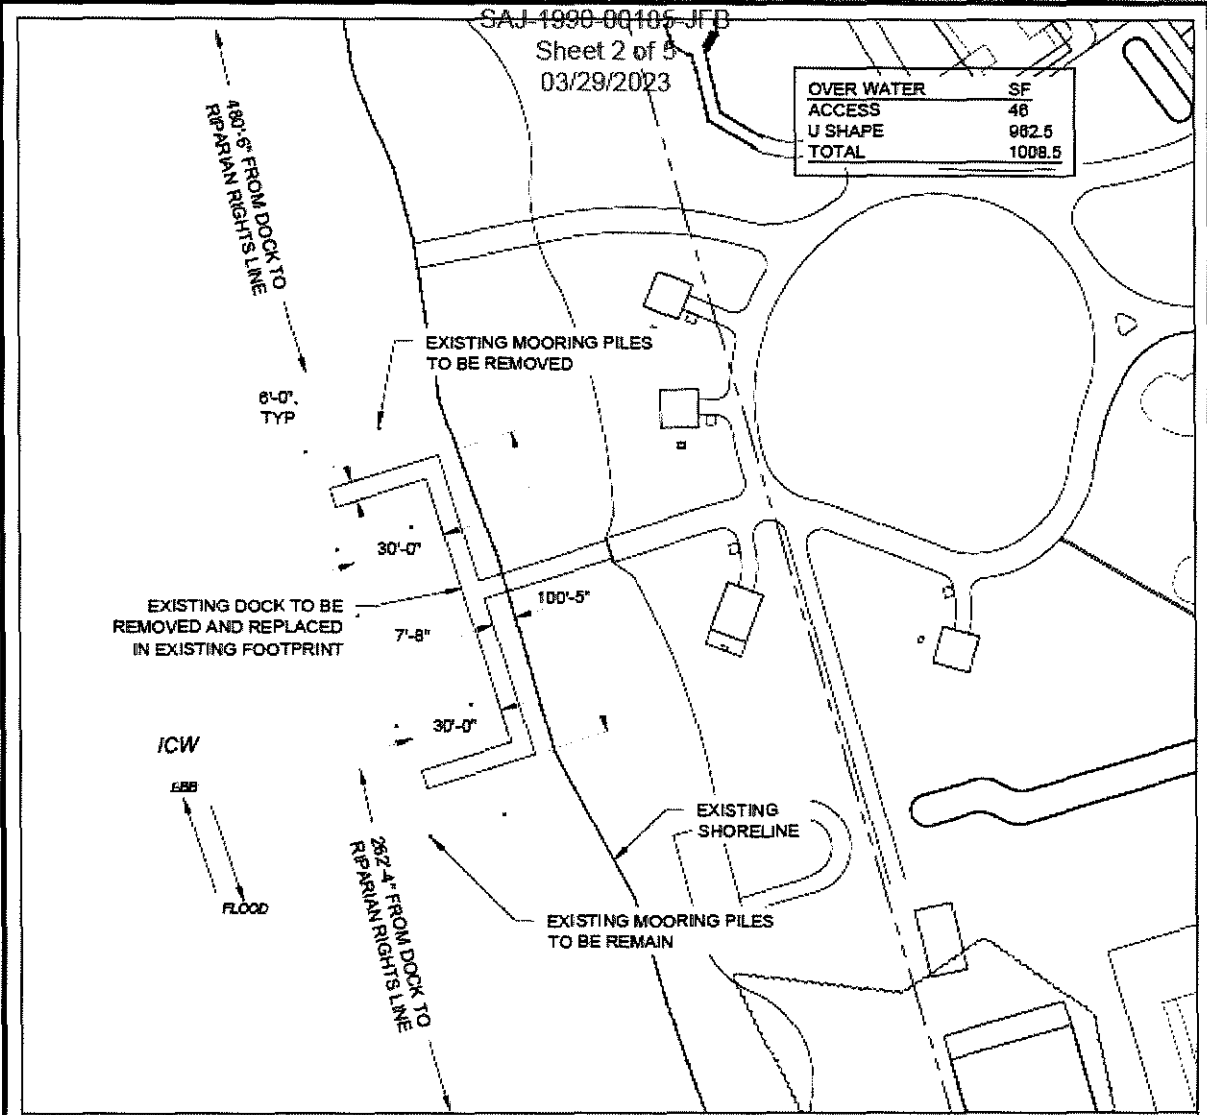 SAJ-1990-00105-JFB
Sheet 2 of 5
03/29/2023
OVER WATER SF
ACCESS 46
U SHAPE 962.5
TOTAL 1008.5
480'-6" FROM DOCK TO
RIPARIAN RIGHTS LINE
EXISTING MOORING PILES
TO BE REMOVED
6'-0",
TYP
30'-0"
EXISTING DOCK TO BE
REMOVED AND REPLACED
IN EXISTING FOOTPRINT
100'-5"
7'-8"
30'-0"
ICW
EBB
FLOOD
EXISTING
SHORELINE
262'-4" FROM DOCK TO
RIPARIAN RIGHTS LINE
EXISTING MOORING PILES
TO BE REMAIN